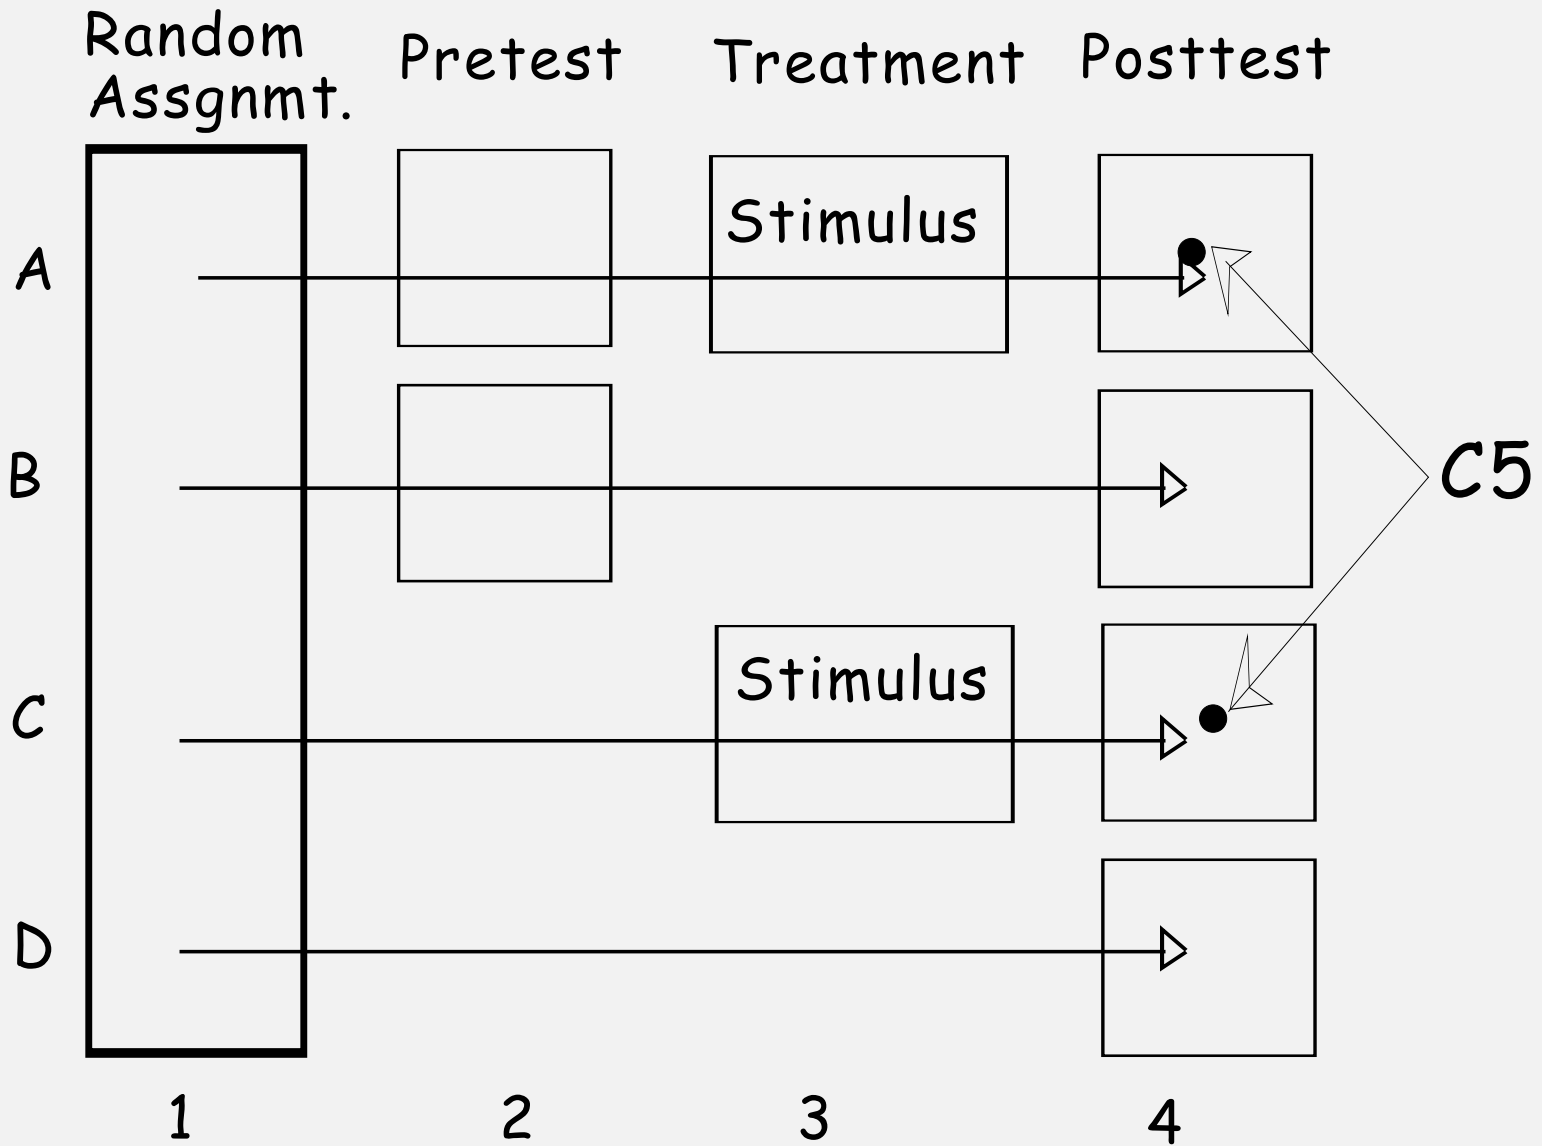 Random
Assgnmt.
Pretest
Treatment
Posttest
A
Stimulus
B
C5
C
Stimulus
D
1
2
3
4